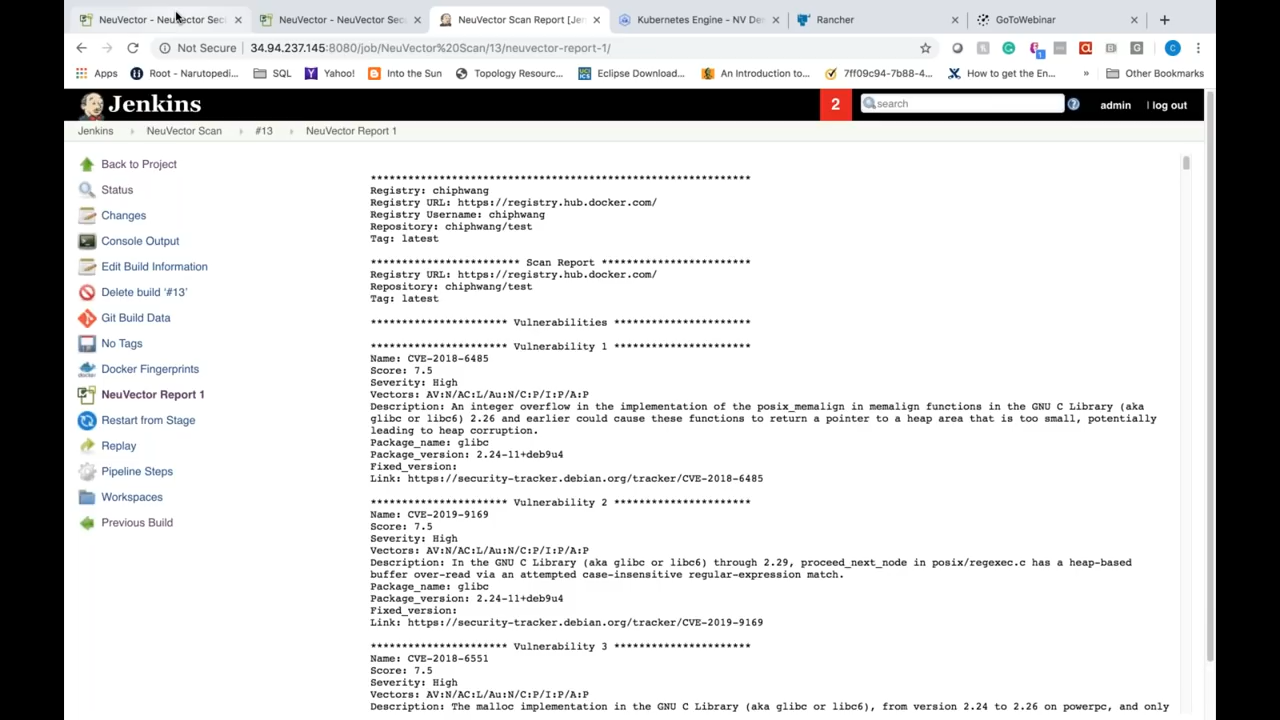 NeuVector - NeuVector Sec
NeuVector - NeuVector Sec
NeuVector Scan Report [Jen
Kubernetes Engine - NV De
Rancher
GoToWebinar
Not Secure
34.94.237.145:8080/job/NeuVector%20Scan/13/neuvector-report-1/
Apps
Root - Narutopedi...
SQL
Yahoo!
Into the Sun
Topology Resourc...
Eclipse Download...
An Introduction to...
7ff09c94-7b88-4...
How to get the En...
»
Other Bookmarks
Jenkins
2
search
admin
| log out
Jenkins
NeuVector Scan
#13
NeuVector Report 1
Back to Project
Status
Changes
Console Output
Edit Build Information
Delete build '#13'
Git Build Data
No Tags
Docker Fingerprints
NeuVector Report 1
Restart from Stage
Replay
Pipeline Steps
Workspaces
Previous Build
*************************************************************
Registry: chiphwang
Registry URL: https://registry.hub.docker.com/
Registry Username: chiphwang
Repository: chiphwang/test
Tag: latest
************************ Scan Report ************************
Registry URL: https://registry.hub.docker.com/
Repository: chiphwang/test
Tag: latest
********************** Vulnerabilities **********************
********************** Vulnerability 1 **********************
Name: CVE-2018-6485
Score: 7.5
Severity: High
Vectors: AV:N/AC:L/Au:N/C:P/I:P/A:P
Description: An integer overflow in the implementation of the posix_memalign in memalign functions in the GNU C Library (aka
glibc or libc6) 2.26 and earlier could cause these functions to return a pointer to a heap area that is too small, potentially
leading to heap corruption.
Package_name: glibc
Package_version: 2.24-11+deb9u4
Fixed_version:
Link: https://security-tracker.debian.org/tracker/CVE-2018-6485
********************** Vulnerability 2 **********************
Name: CVE-2019-9169
Score: 7.5
Severity: High
Vectors: AV:N/AC:L/Au:N/C:P/I:P/A:P
Description: In the GNU C Library (aka glibc or libc6) through 2.29, proceed_next_node in posix/regexec.c has a heap-based
buffer over-read via an attempted case-insensitive regular-expression match.
Package_name: glibc
Package_version: 2.24-11+deb9u4
Fixed_version:
Link: https://security-tracker.debian.org/tracker/CVE-2019-9169
********************** Vulnerability 3 **********************
Name: CVE-2018-6551
Score: 7.5
Severity: High
Vectors: AV:N/AC:L/Au:N/C:P/I:P/A:P
Description: The malloc implementation in the GNU C Library (aka glibc or libc6), from version 2.24 to 2.26 on powerpc, and only